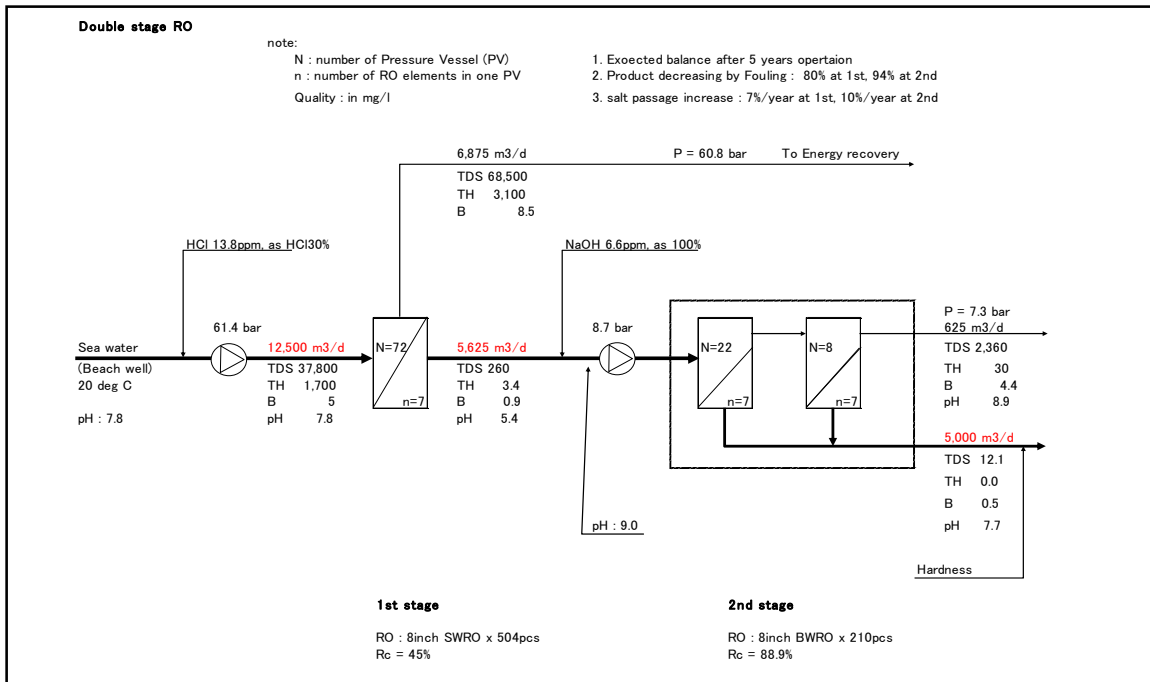 Double stage RO
note:
N : number of Pressure Vessel (PV)
n : number of RO elements in one PV
Quality : in mg/l
1. Exoected balance after 5 years opertaion
2. Product decreasing by Fouling : 80% at 1st, 94% at 2nd
3. salt passage increase : 7%/year at 1st, 10%/year at 2nd
6,875 m3/d
P = 60.8 bar
To Energy recovery
TDS 68,500
TH 3,100
B 8.5
HCl 13.8ppm, as HCl30%
NaOH 6.6ppm, as 100%
Sea water
(Beach well)
20 deg C
pH : 7.8
61.4 bar
12,500 m3/d
TDS 37,800
TH 1,700
B 5
pH 7.8
N=72
n=7
5,625 m3/d
TDS 260
TH 3.4
B 0.9
pH 5.4
8.7 bar
pH : 9.0
N=22
n=7
N=8
n=7
P = 7.3 bar
625 m3/d
TDS 2,360
TH 30
B 4.4
pH 8.9
5,000 m3/d
TDS 12.1
TH 0.0
B 0.5
pH 7.7
Hardness
1st stage
RO : 8inch SWRO x 504pcs
Rc = 45%
2nd stage
RO : 8inch BWRO x 210pcs
Rc = 88.9%